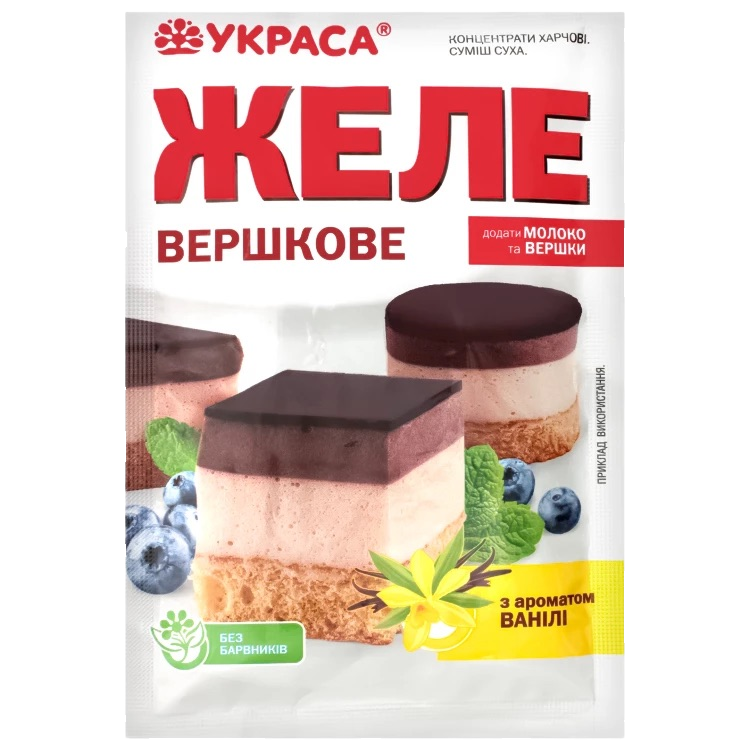 УКРАСА®
КОНЦЕНТРАТИ ХАРЧОВІ.
СУМІШ СУХА.
ЖЕЛЕ
ВЕРШКОВЕ
додати МОЛОКО
та ВЕРШКИ
ПРИКЛАД ВИКОРИСТАННЯ.
з ароматом
ВАНІЛІ
БЕЗ
БАРВНИКІВ